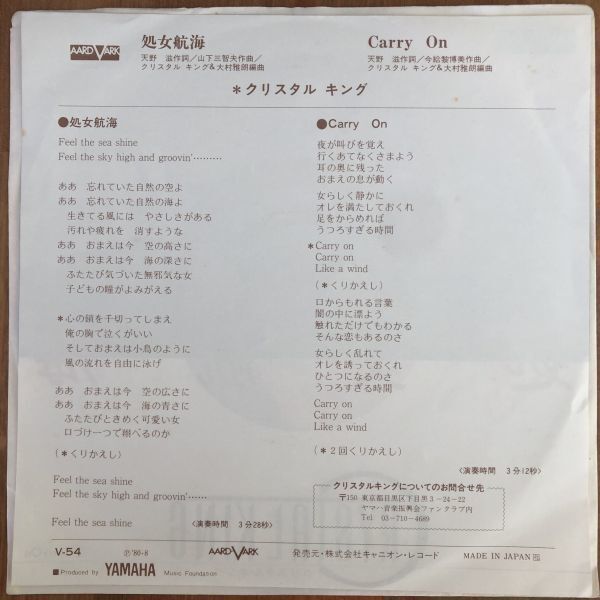 AARDVARK
処女航海
天野 滋作詞/山下三智夫作曲/
クリスタル キング&大村雅朗編曲
Carry On
天野 滋作詞/今給黎博美作曲/
クリスタル キング&大村雅朗編曲
*クリスタル キング
●処女航海
Feel the sea shine
Feel the sky high and groovin'………
ああ 忘れていた自然の空よ
ああ 忘れていた自然の海よ
生きてる風には やさしさがある
汚れや疲れを 消すような
ああ おまえは今 空の高さに
ああ おまえは今 海の深さに
ふたたび気づいた無邪気な女
子どもの瞳がよみがえる
*心の鎖を千切ってしまえ
俺の胸で泣くがいい
そしておまえは小鳥のように
風の流れを自由に泳げ
ああ おまえは今 空の広さに
ああ おまえは今 海の青さに
ふたたびときめく可愛い女
口づけ一つで翔べるのか
(*くりかえし)
Feel the sea shine
Feel the sky high and groovin'……
Feel the sea shine
〈演奏時間 3分28秒〉
●Carry On
夜が叫びを覚え
行くあてなくさまよう
耳の奥に残った
おまえの息が動く
女らしく静かに
オレを満たしておくれ
足をからめれば
うつろすぎる時間
*Carry on
Carry on
Like a wind
(*くりかえし)
口からもれる言葉
闇の中に漂よう
触れただけでもわかる
そんな恋もあるのさ
女らしく乱れて
オレを誘っておくれ
ひとつになるのさ
うつろすぎる時間
Carry on
Carry on
Like a wind
(*2回くりかえし)
〈演奏時間 3分12秒〉
クリスタルキングについてのお問合せ先
〒150 東京都目黒区下目黒3-24-22
ヤマハ音楽振興会ファンクラブ内
Tel 03-710-4689
V-54
Ⓟ'80・8
AARDVARK
発売元・株式会社キャニオン・レコード
MADE IN JAPAN
Produced by YAMAHA Music Foundation